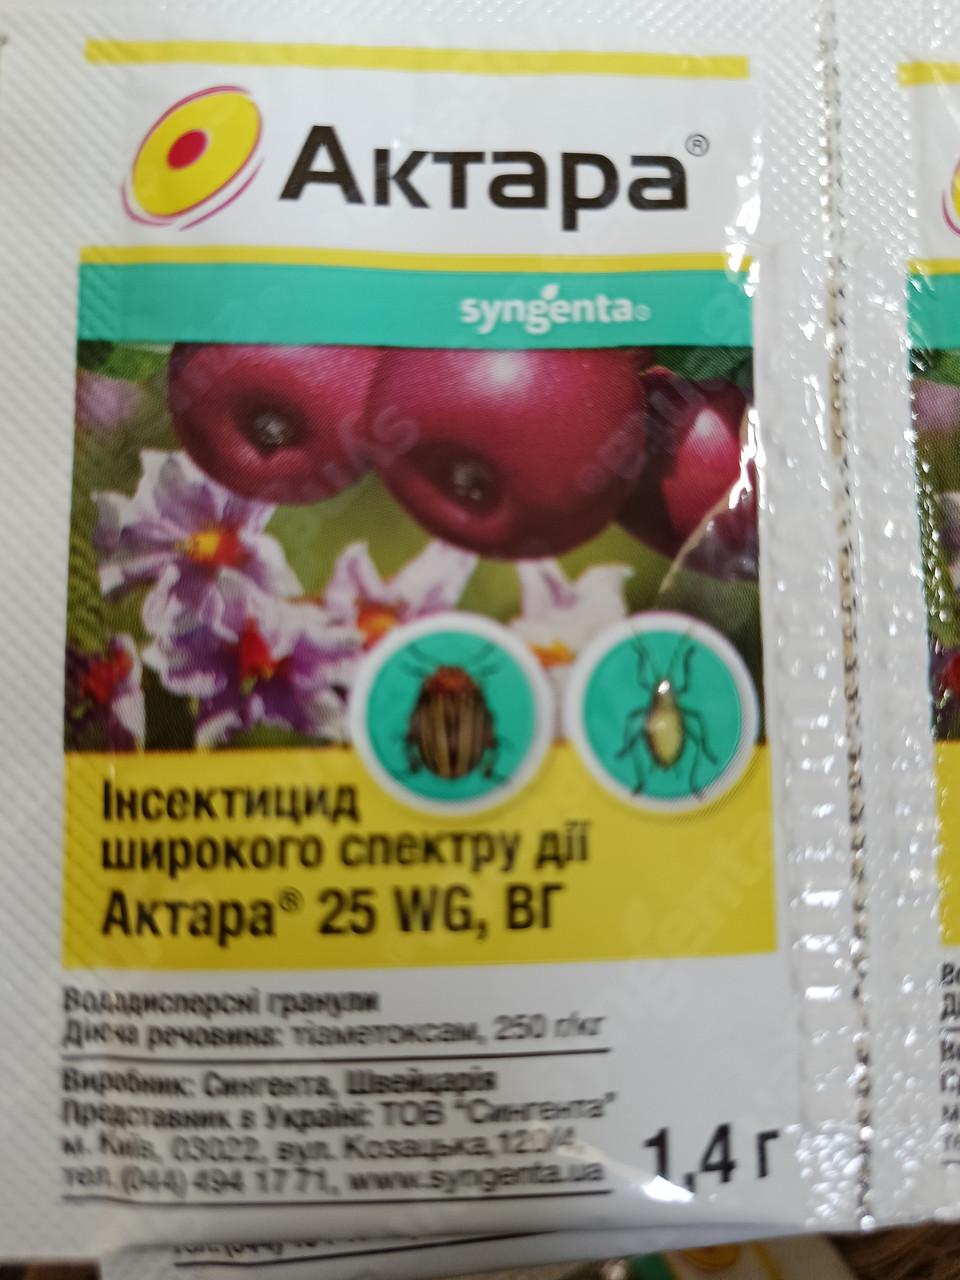 Актара®
syngenta®
Інсектицид
широкого спектру дії
Актара® 25 WG, ВГ
Вододисперсні гранули
Діюча речовина: тіаметоксам, 250 г/кг
Виробник: Сингента, Швейцарія
Представник в Україні: ТОВ "Сингента"
м. Київ, 03022, вул. Козацька,120/4
тел. (044) 494 17 71, www.syngenta.ua
1,4 г